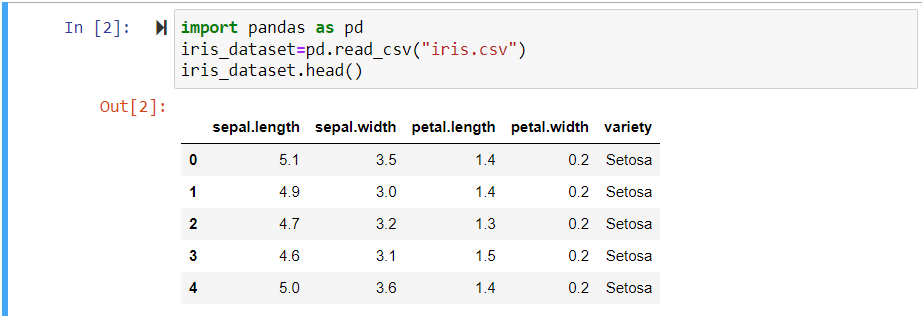 In [2]: import pandas as pd
iris_dataset=pd.read_csv("iris.csv")
iris_dataset.head()
Out[2]:
sepal.length sepal.width petal.length petal.width variety
0 5.1 3.5 1.4 0.2 Setosa
1 4.9 3.0 1.4 0.2 Setosa
2 4.7 3.2 1.3 0.2 Setosa
3 4.6 3.1 1.5 0.2 Setosa
4 5.0 3.6 1.4 0.2 Setosa